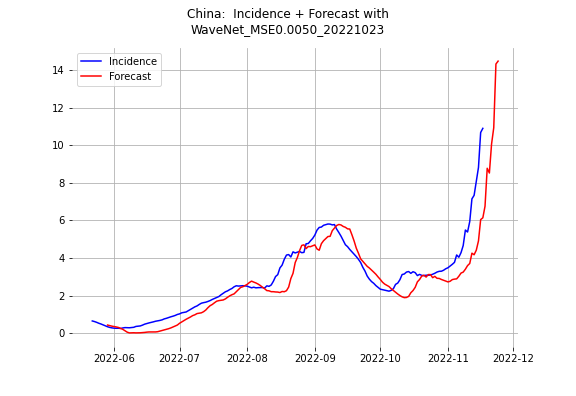 China:  Incidence + Forecast with
WaveNet_MSE0.0050_20221023
Incidence
Forecast
14
12
10
8
6
4
2
0
2022-06 2022-07 2022-08 2022-09 2022-10 2022-11 2022-12